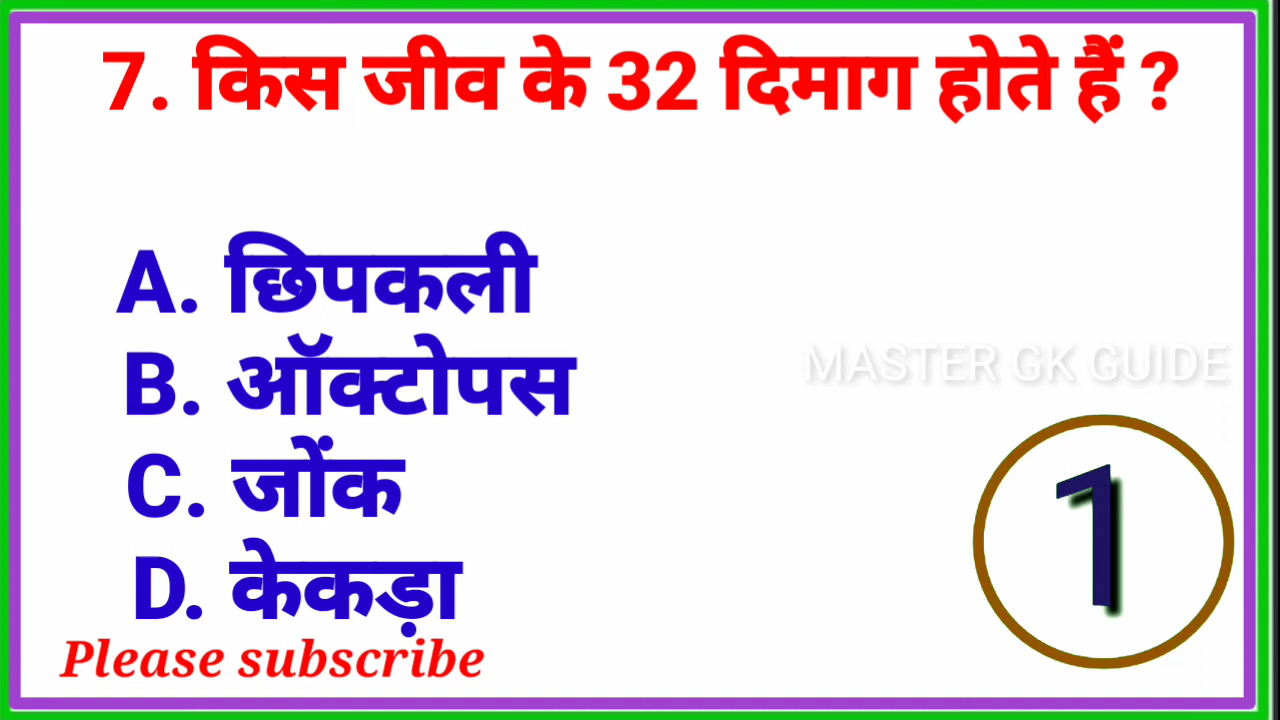 7. किस जीव के 32 दिमाग होते हैं ?
A. छिपकली
B. ऑक्टोपस
MASTER GK GUIDE
C. जोंक
1
D. केकड़ा
Please subscribe